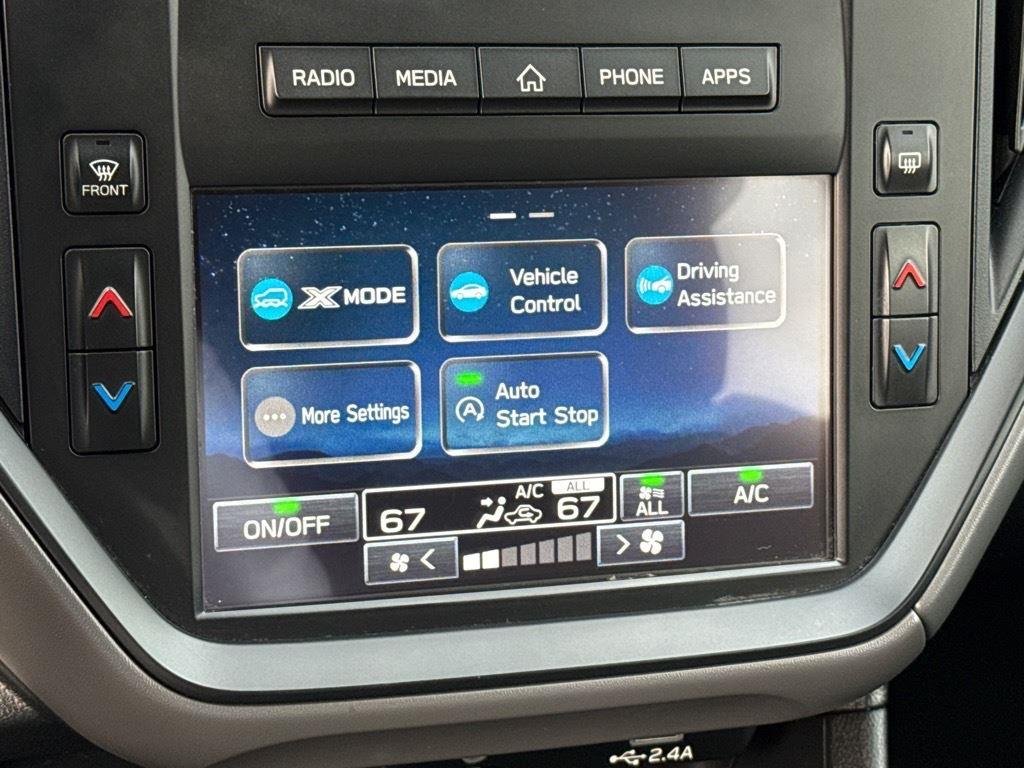 RADIO MEDIA PHONE APPS
FRONT
X MODE
Vehicle
Control
Driving
Assistance
More Settings
Auto
Start Stop
A
ON/OFF
67
A/C
ALL
67
ALL
A/C
2.4A